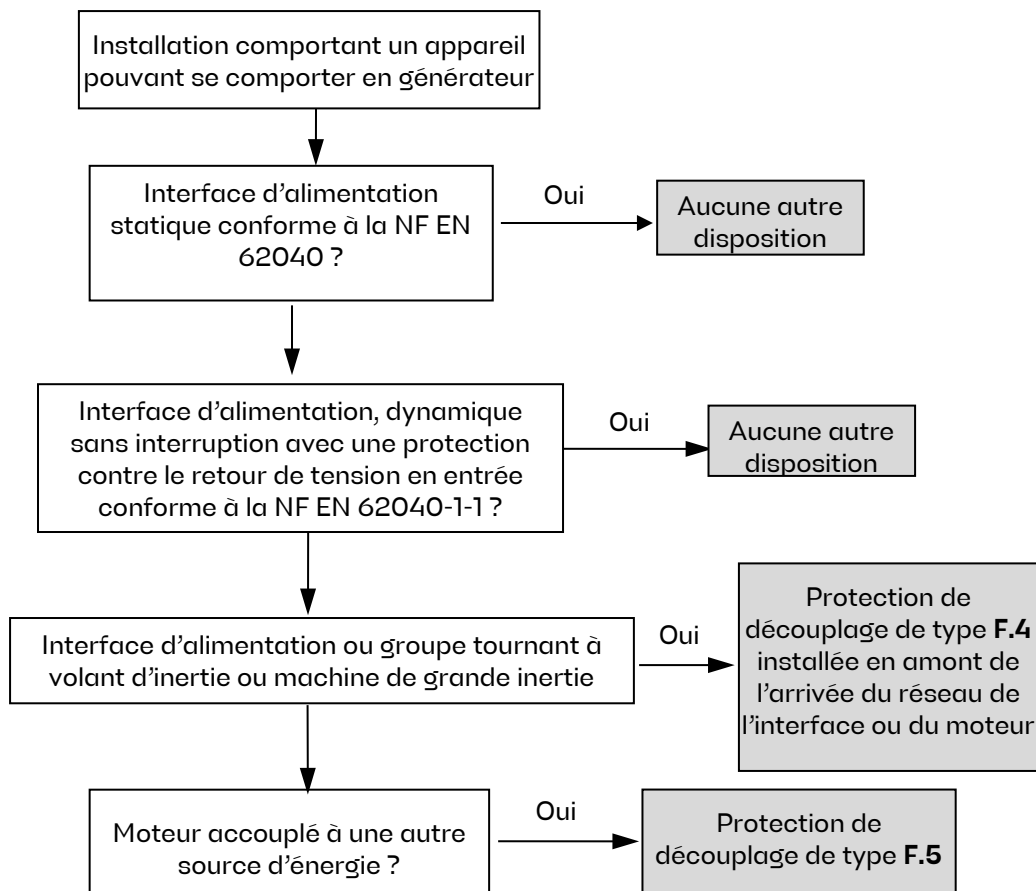 Installation comportant un appareil
pouvant se comporter en générateur
Interface d'alimentation
statique conforme à la NF EN
62040 ?
Oui
Aucune autre
disposition
Interface d'alimentation, dynamique
sans interruption avec une protection
contre le retour de tension en entrée
conforme à la NF EN 62040-1-1 ?
Oui
Aucune autre
disposition
Interface d'alimentation ou groupe tournant à
volant d'inertie ou machine de grande inertie
Oui
Protection de
découplage de type F.4
installée en amont de
l'arrivée du réseau de
l'interface ou du moteur
Moteur accouplé à une autre
source d'énergie ?
Oui
Protection de
découplage de type F.5